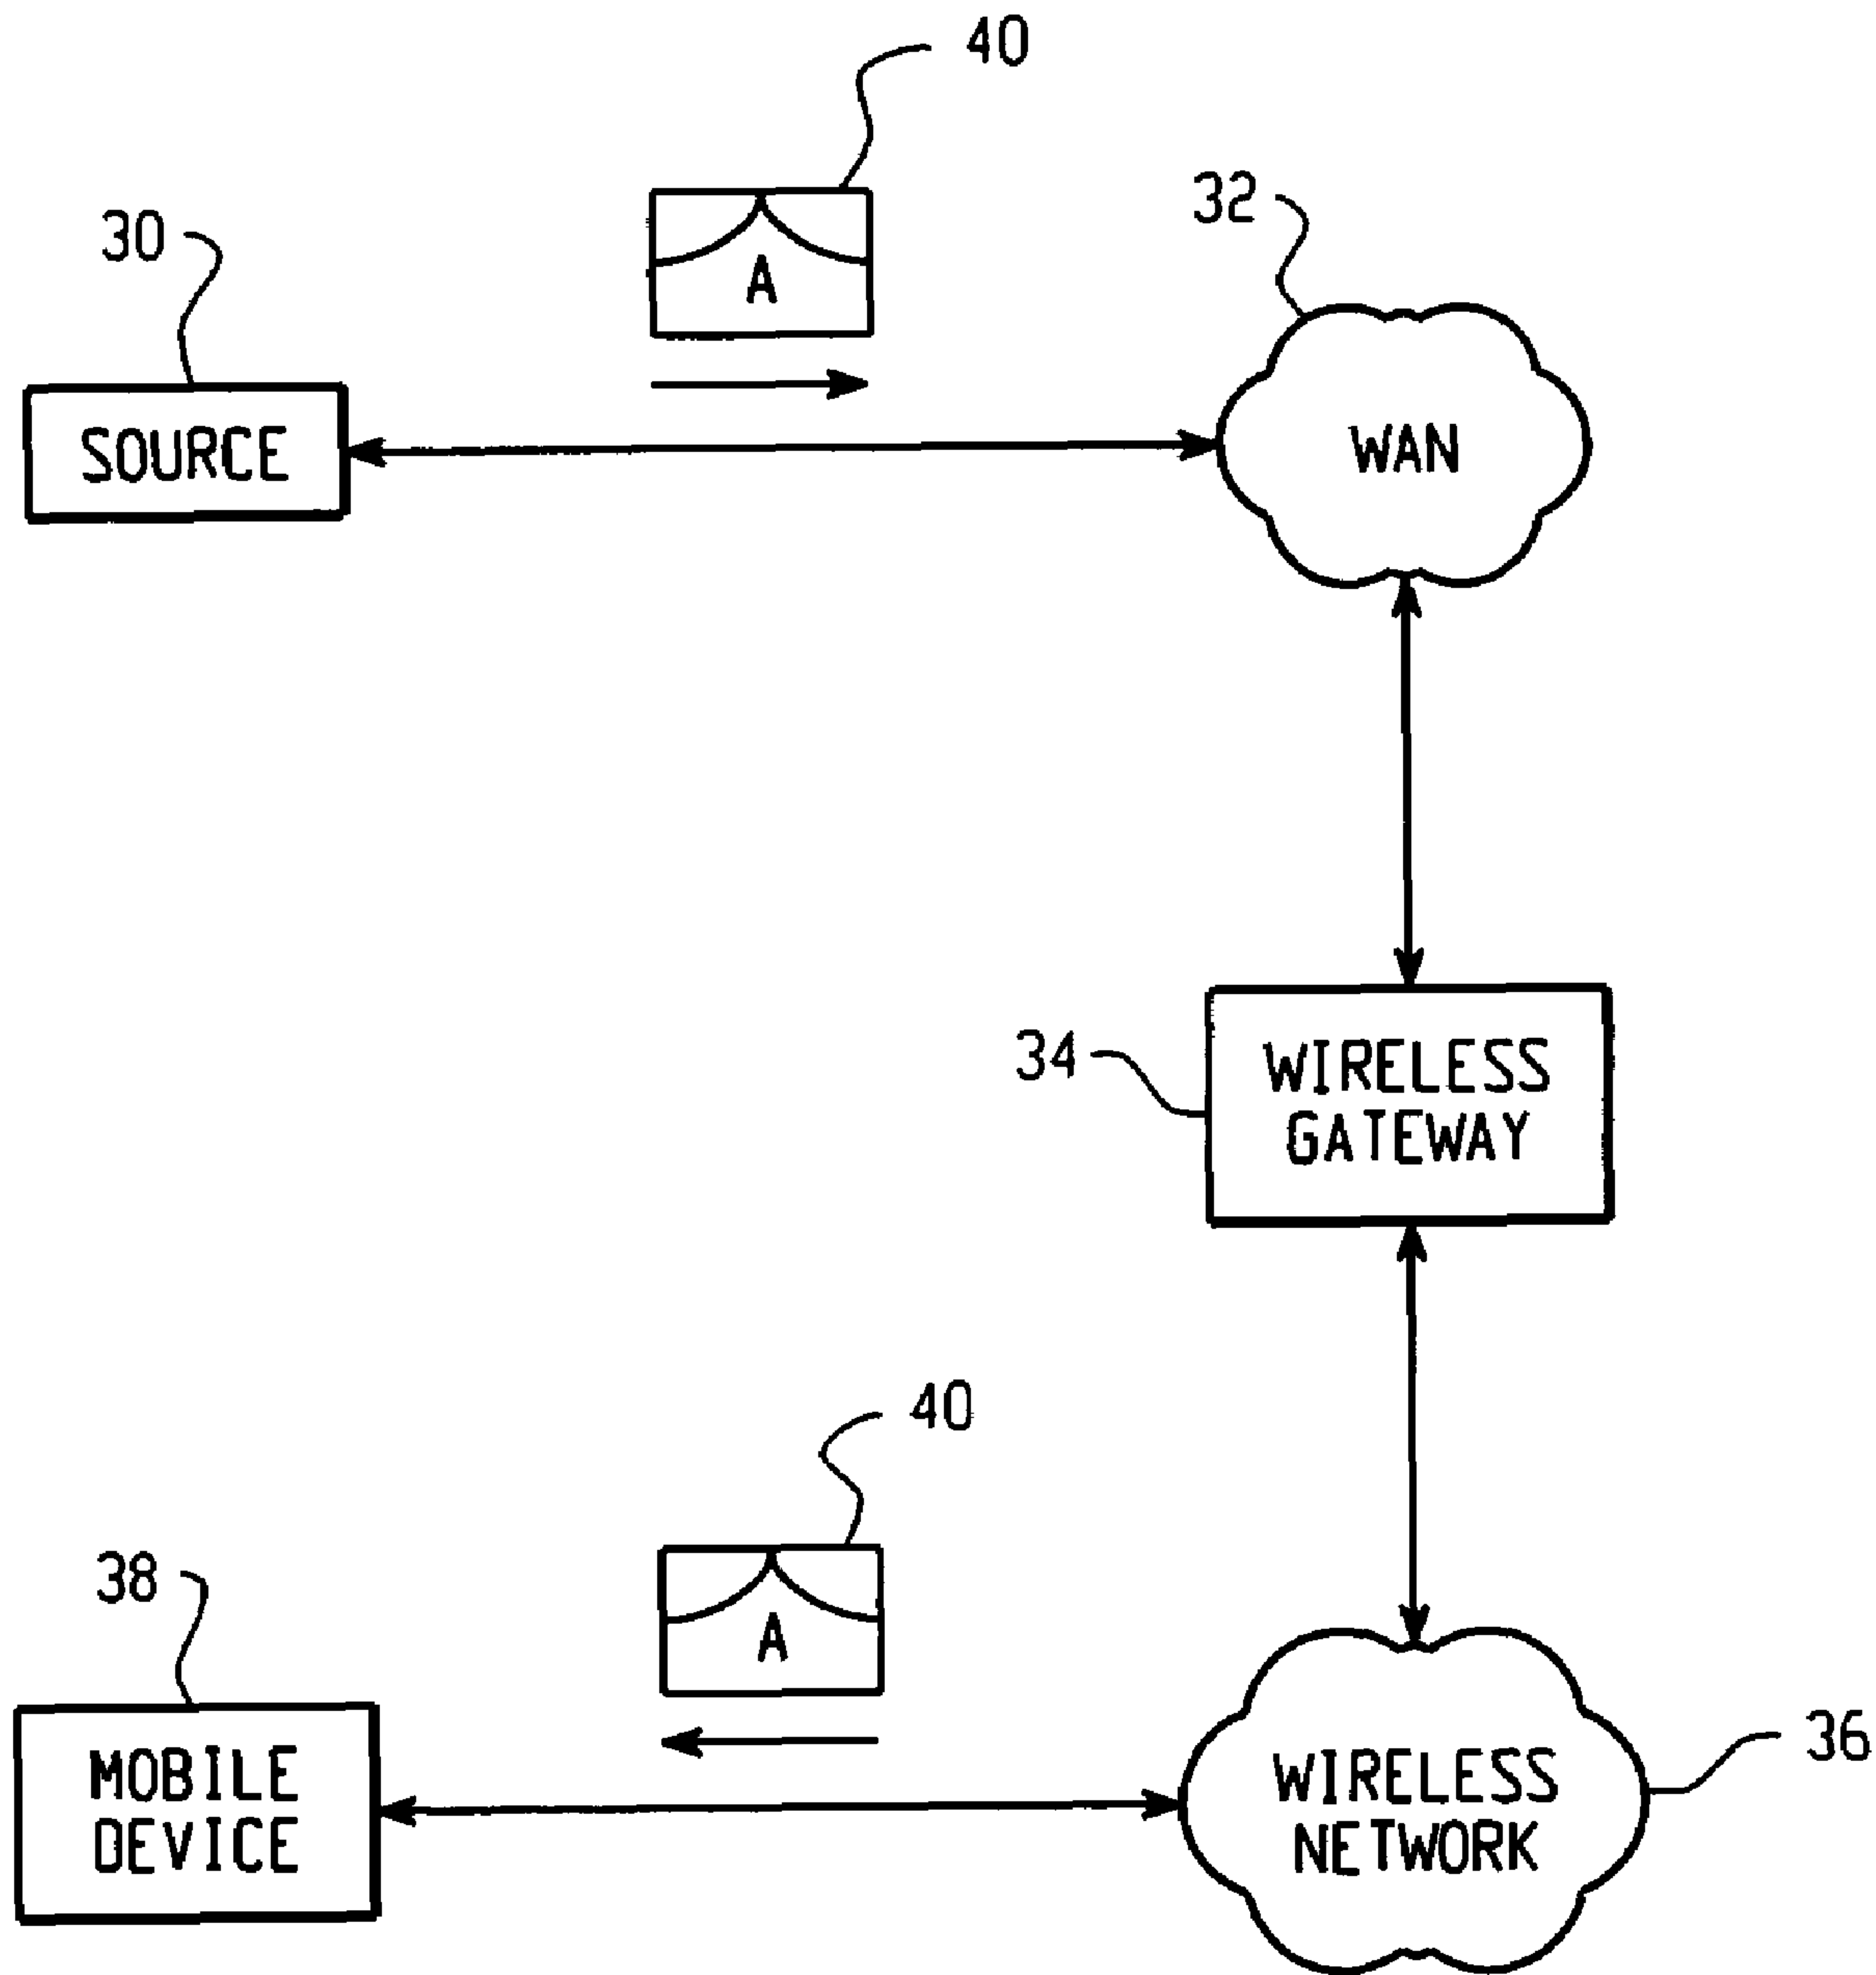 40
32
30
A
SOURCE
WAN
34
WIRELESS
GATEWAY
40
38
A
36
MOBILE
DEVICE
WIRELESS
NETWORK